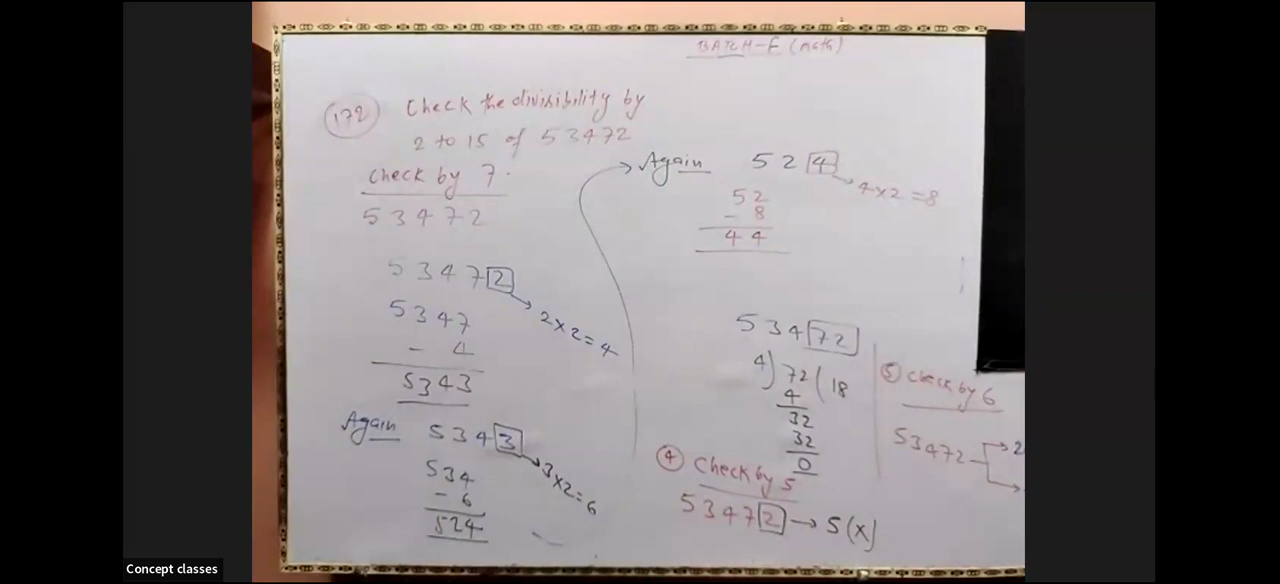 BATCH-F (math)
172 Check the divisibility by
2 to 15 of 53472
Check by 7.
53472
53472
2×2=4
5347
- 4
5343
Again 5343
3×2=6
534
- 6
524
Again 524
4×2=8
52
- 8
44
53472
4) 72 ( 18
4
32
32
0
④ Check by 5
53472 → 5(×)
⑤ Check by 6
53472 → 2
Concept classes